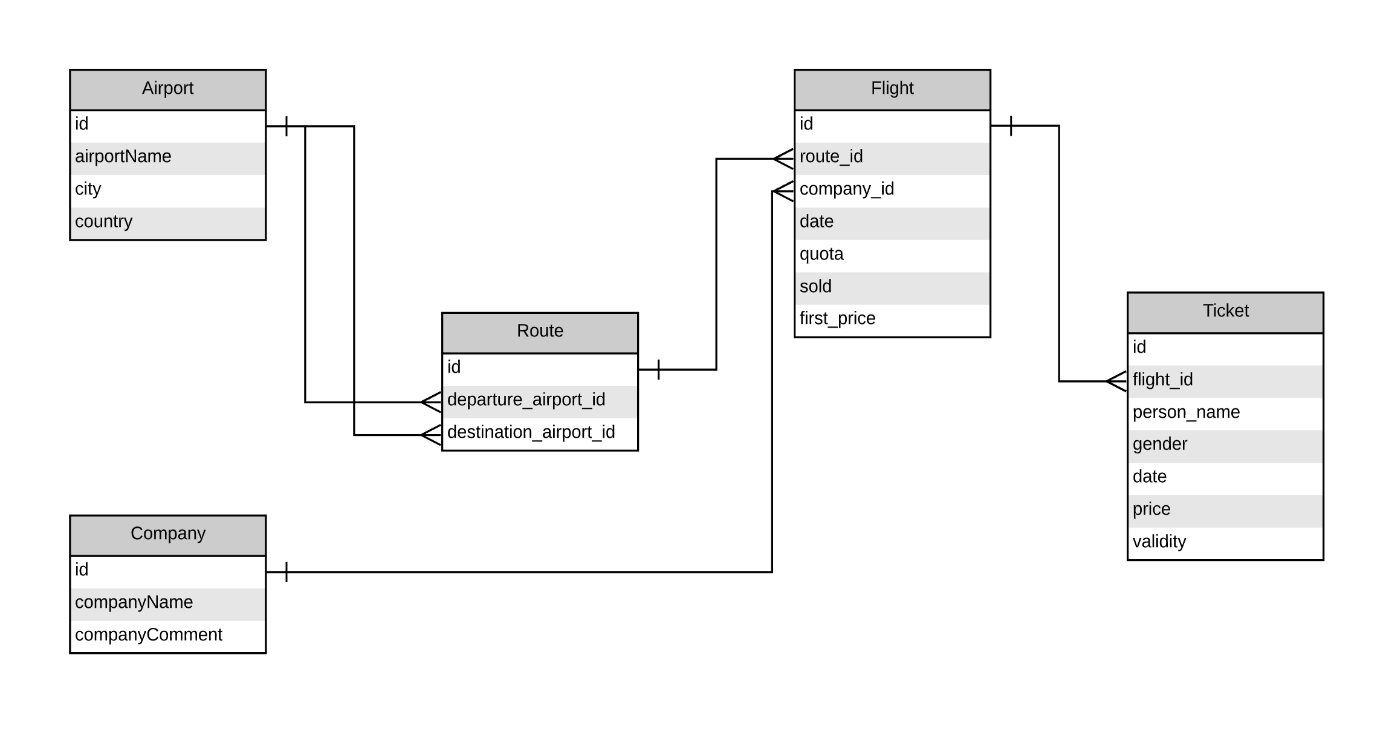 Airport
id
airportName
city
country
Flight
id
route_id
company_id
date
quota
sold
first_price
Route
id
departure_airport_id
destination_airport_id
Ticket
id
flight_id
person_name
gender
date
price
validity
Company
id
companyName
companyComment